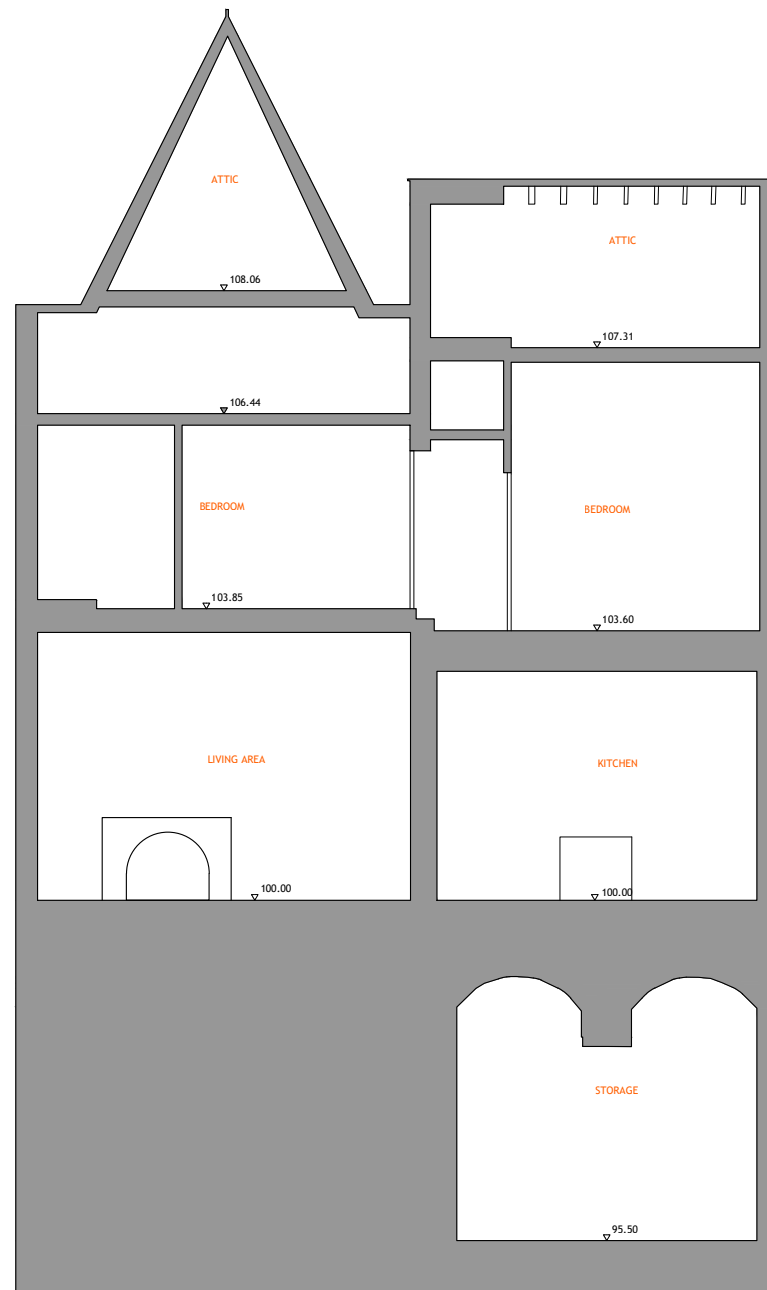 ATTIC
ATTIC
108.06
107.31
106.44
BEDROOM
BEDROOM
103.85
103.60
LIVING AREA
KITCHEN
100.00
100.00
STORAGE
95.50